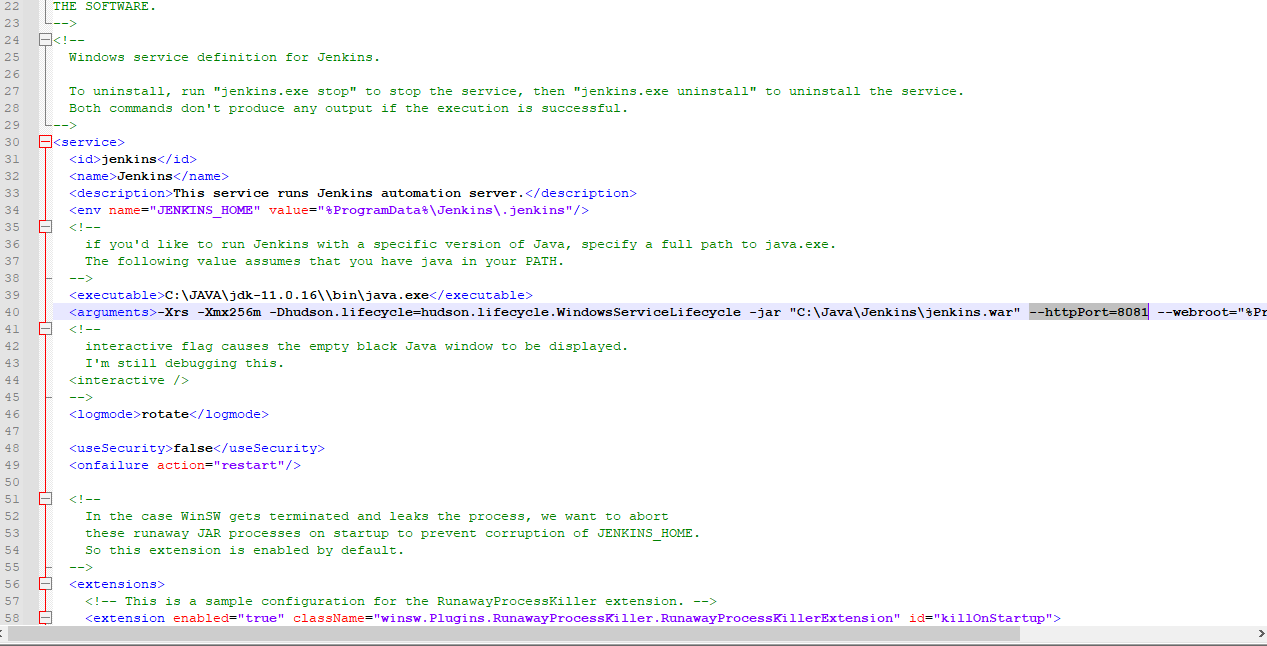 22 THE SOFTWARE.
23 -->
24 <!--
25 Windows service definition for Jenkins.
26
27 To uninstall, run "jenkins.exe stop" to stop the service, then "jenkins.exe uninstall" to uninstall the service.
28 Both commands don't produce any output if the execution is successful.
29 -->
30 <service>
31 <id>jenkins</id>
32 <name>Jenkins</name>
33 <description>This service runs Jenkins automation server.</description>
34 <env name="JENKINS_HOME" value="%ProgramData%\Jenkins\.jenkins"/>
35 <!--
36 if you'd like to run Jenkins with a specific version of Java, specify a full path to java.exe.
37 The following value assumes that you have java in your PATH.
38 -->
39 <executable>C:\JAVA\jdk-11.0.16\\bin\java.exe</executable>
40 <arguments>-Xrs -Xmx256m -Dhudson.lifecycle=hudson.lifecycle.WindowsServiceLifecycle -jar "C:\Java\Jenkins\jenkins.war" --httpPort=8081 --webroot="%Pr
41 <!--
42 interactive flag causes the empty black Java window to be displayed.
43 I'm still debugging this.
44 <interactive />
45 -->
46 <logmode>rotate</logmode>
47
48 <useSecurity>false</useSecurity>
49 <onfailure action="restart"/>
50
51 <!--
52 In the case WinSW gets terminated and leaks the process, we want to abort
53 these runaway JAR processes on startup to prevent corruption of JENKINS_HOME.
54 So this extension is enabled by default.
55 -->
56 <extensions>
57 <!-- This is a sample configuration for the RunawayProcessKiller extension. -->
58 <extension enabled="true" className="winsw.Plugins.RunawayProcessKiller.RunawayProcessKillerExtension" id="killOnStartup">